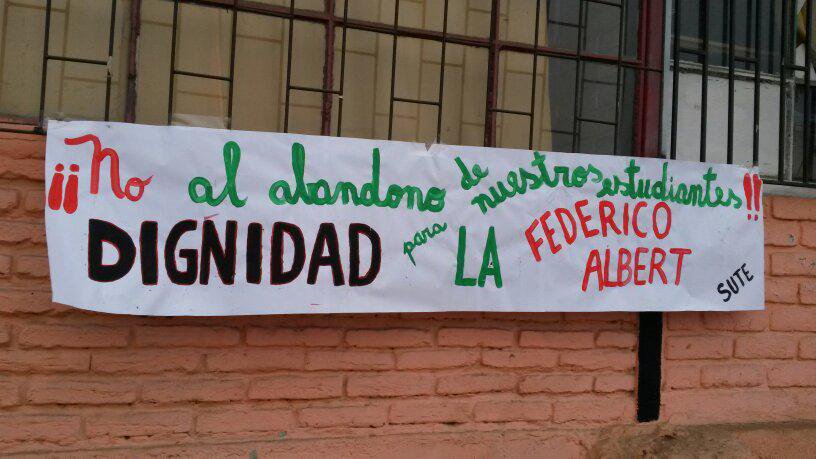 ¡¡No al abandono de nuestros estudiantes!!
DIGNIDAD para LA FEDERICO ALBERT
SUTE